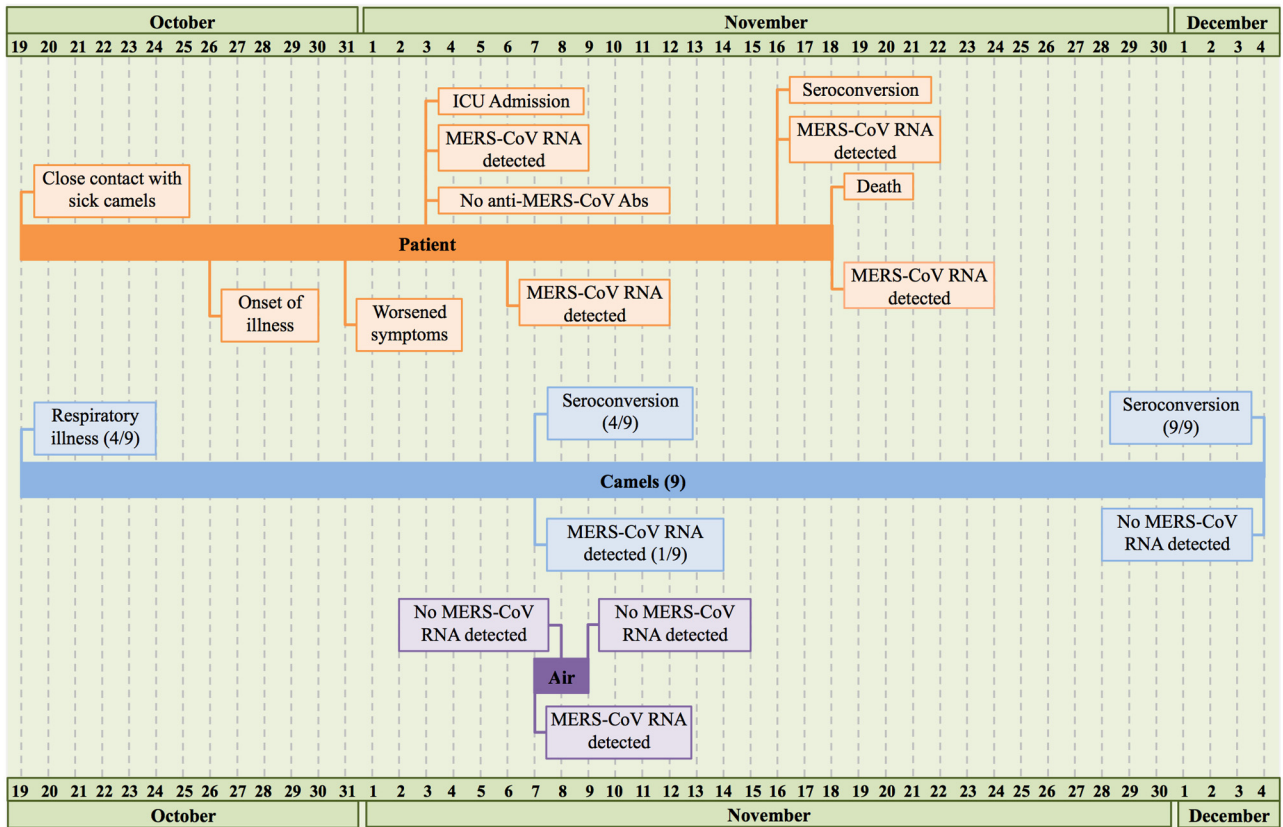 October November December
19 20 21 22 23 24 25 26 27 28 29 30 31 1 2 3 4 5 6 7 8 9 10 11 12 13 14 15 16 17 18 19 20 21 22 23 24 25 26 27 28 29 30 1 2 3 4
ICU Admission
MERS-CoV RNA
detected
No anti-MERS-CoV Abs
Seroconversion
MERS-CoV RNA
detected
Death
Close contact with
sick camels
Patient
Onset of
illness
Worsened
symptoms
MERS-CoV RNA
detected
MERS-CoV RNA
detected
Respiratory
illness (4/9)
Seroconversion
(4/9)
Seroconversion
(9/9)
Camels (9)
MERS-CoV RNA
detected (1/9)
No MERS-CoV
RNA detected
No MERS-CoV
RNA detected
No MERS-CoV
RNA detected
Air
MERS-CoV RNA
detected
19 20 21 22 23 24 25 26 27 28 29 30 31 1 2 3 4 5 6 7 8 9 10 11 12 13 14 15 16 17 18 19 20 21 22 23 24 25 26 27 28 29 30 1 2 3 4
October November December